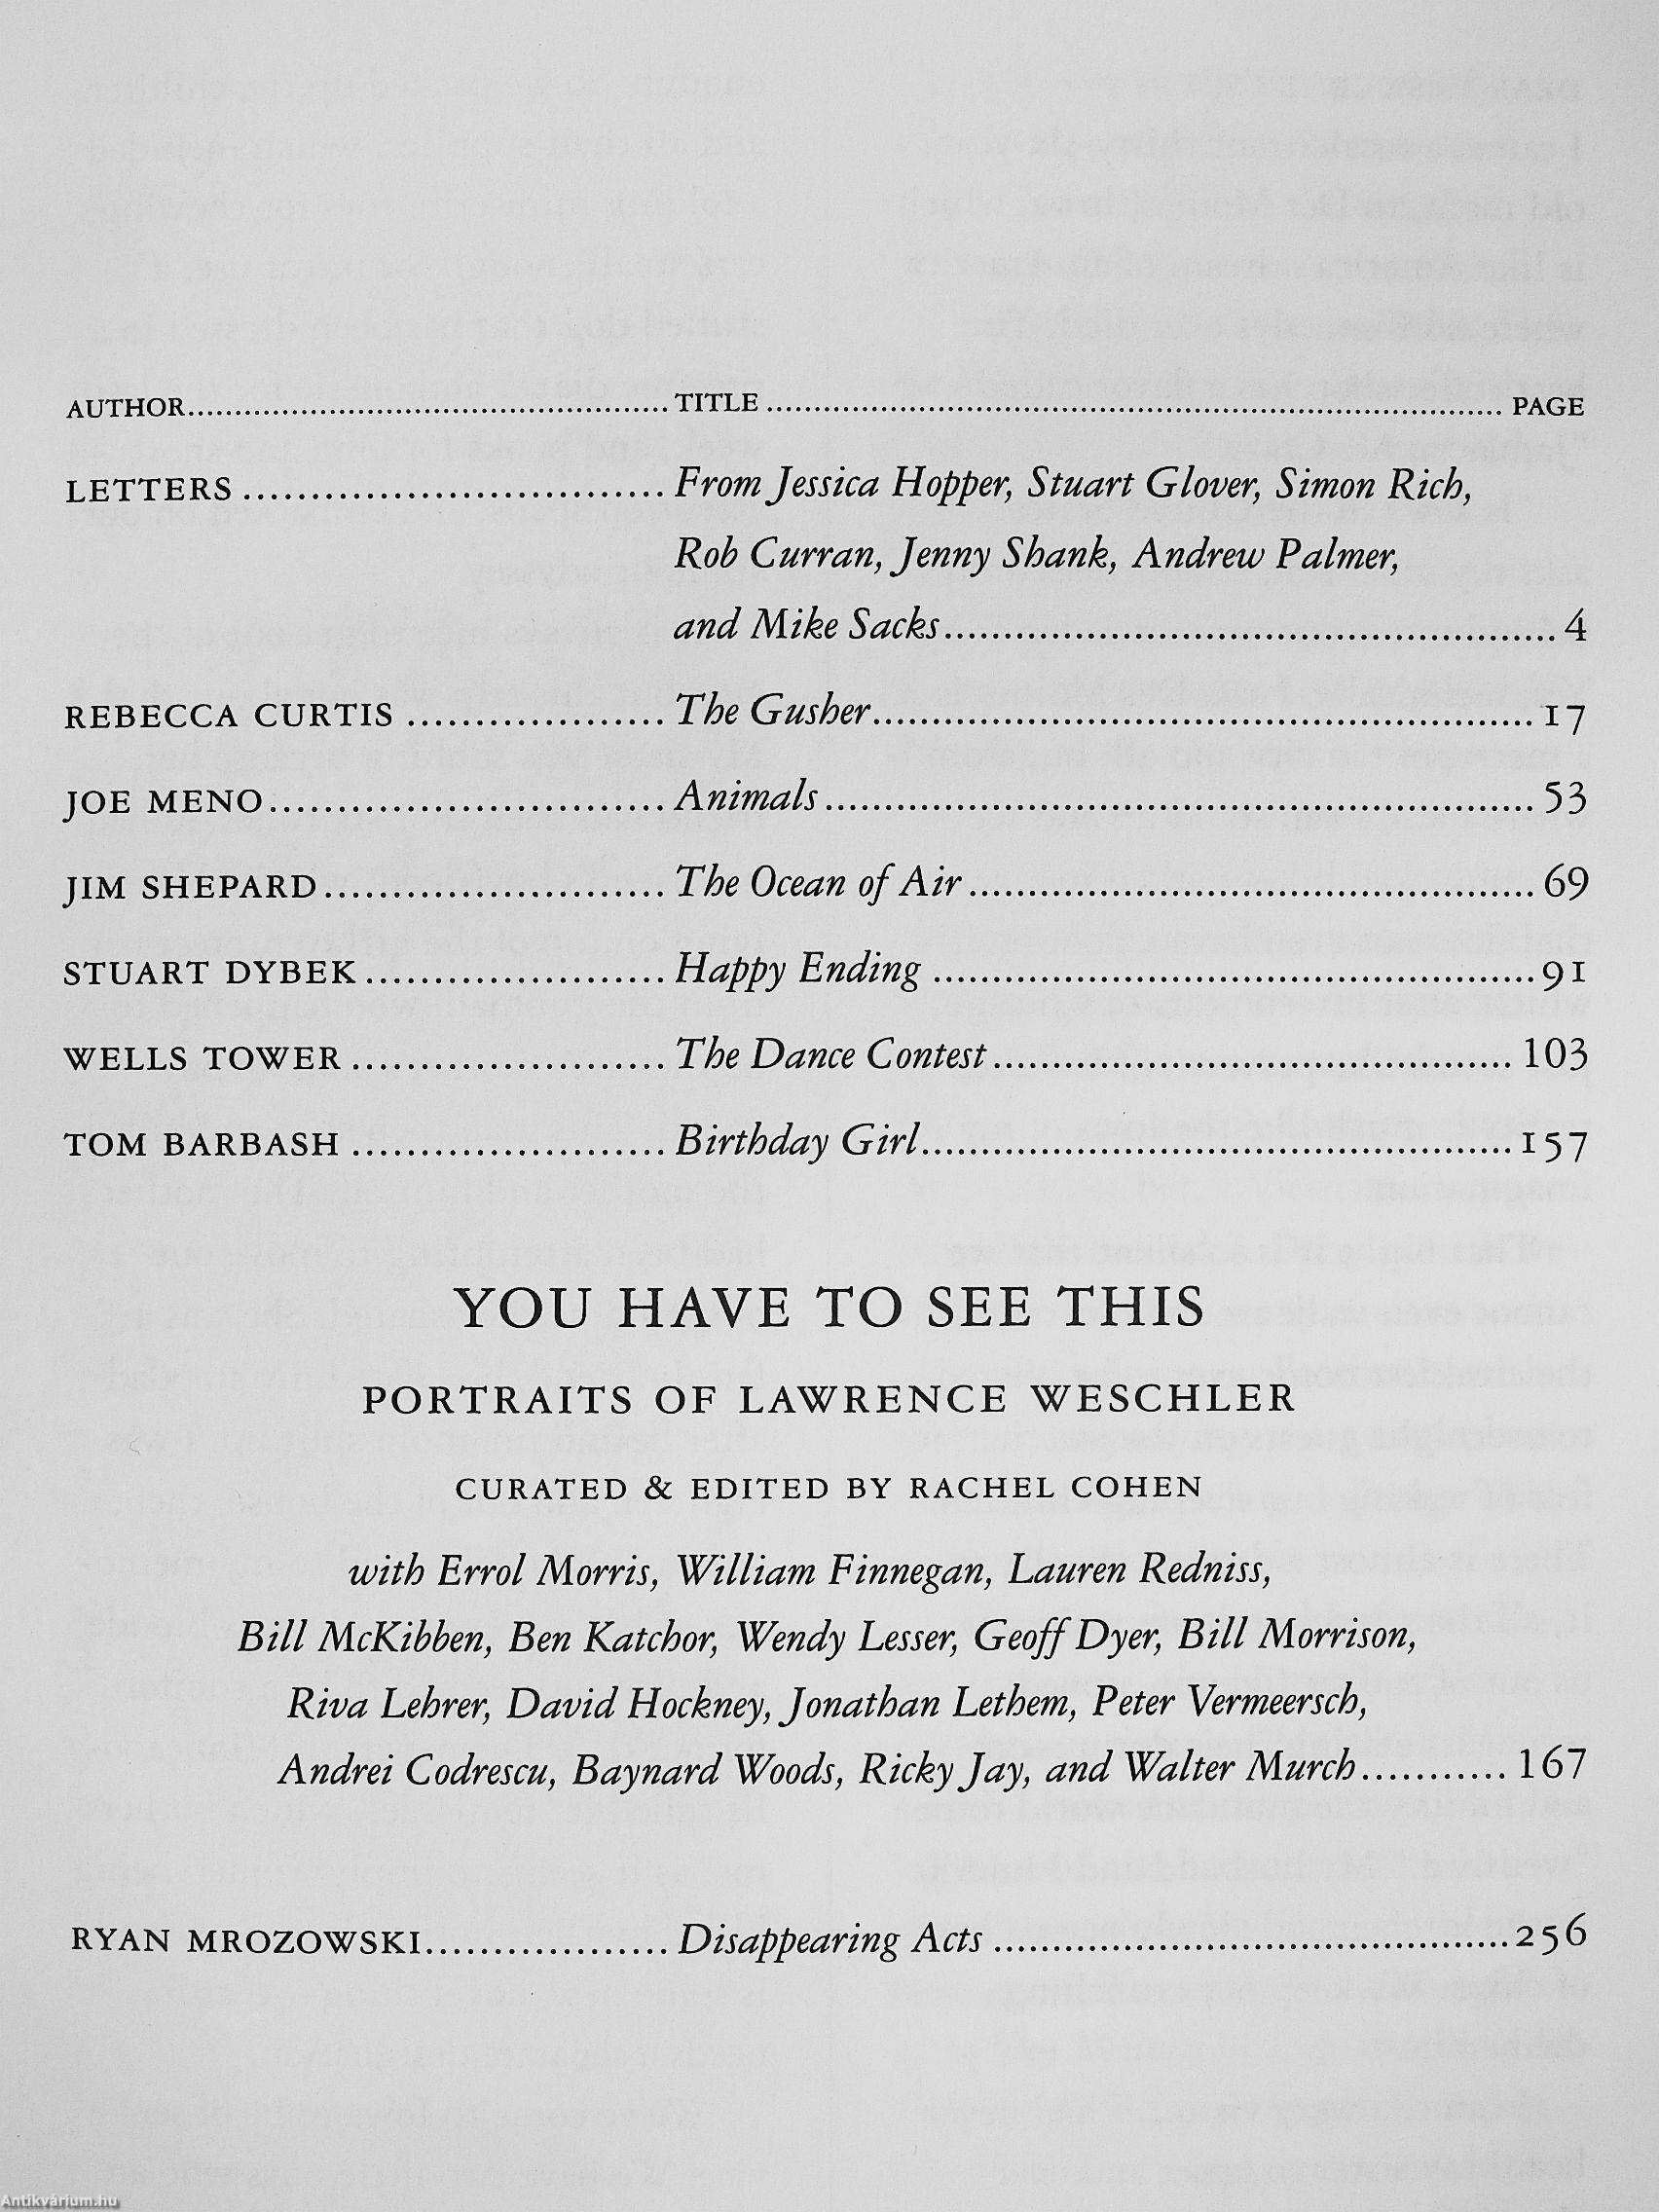 AUTHOR.................................................... TITLE ................................................................................ PAGE
LETTERS ................................ From Jessica Hopper, Stuart Glover, Simon Rich,
Rob Curran, Jenny Shank, Andrew Palmer,
and Mike Sacks.................................................... 4
REBECCA CURTIS ................... The Gusher........................................................ 17
JOE MENO.............................. Animals ............................................................ 53
JIM SHEPARD.......................... The Ocean of Air ................................................ 69
STUART DYBEK....................... Happy Ending ...................................................91
WELLS TOWER ........................ The Dance Contest ............................................ 103
TOM BARBASH ........................ Birthday Girl.................................................. 157
YOU HAVE TO SEE THIS
PORTRAITS OF LAWRENCE WESCHLER
CURATED & EDITED BY RACHEL COHEN
with Errol Morris, William Finnegan, Lauren Redniss,
Bill McKibben, Ben Katchor, Wendy Lesser, Geoff Dyer, Bill Morrison,
Riva Lehrer, David Hockney, Jonathan Lethem, Peter Vermeersch,
Andrei Codrescu, Baynard Woods, Ricky Jay, and Walter Murch........... 167
RYAN MROZOWSKI.................. Disappearing Acts ............................................256
Antikvárium.hu